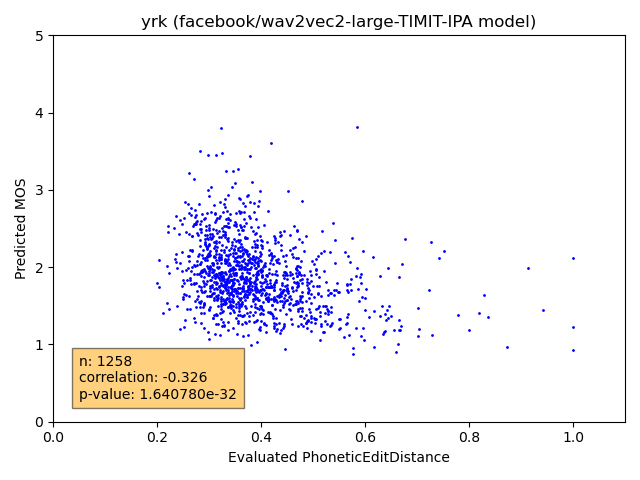 yrk (facebook/wav2vec2-large-TIMIT-IPA model)
5
4
3
2
1
0
Predicted MOS
n: 1258
correlation: -0.326
p-value: 1.640780e-32
0.0 0.2 0.4 0.6 0.8 1.0
Evaluated PhoneticEditDistance